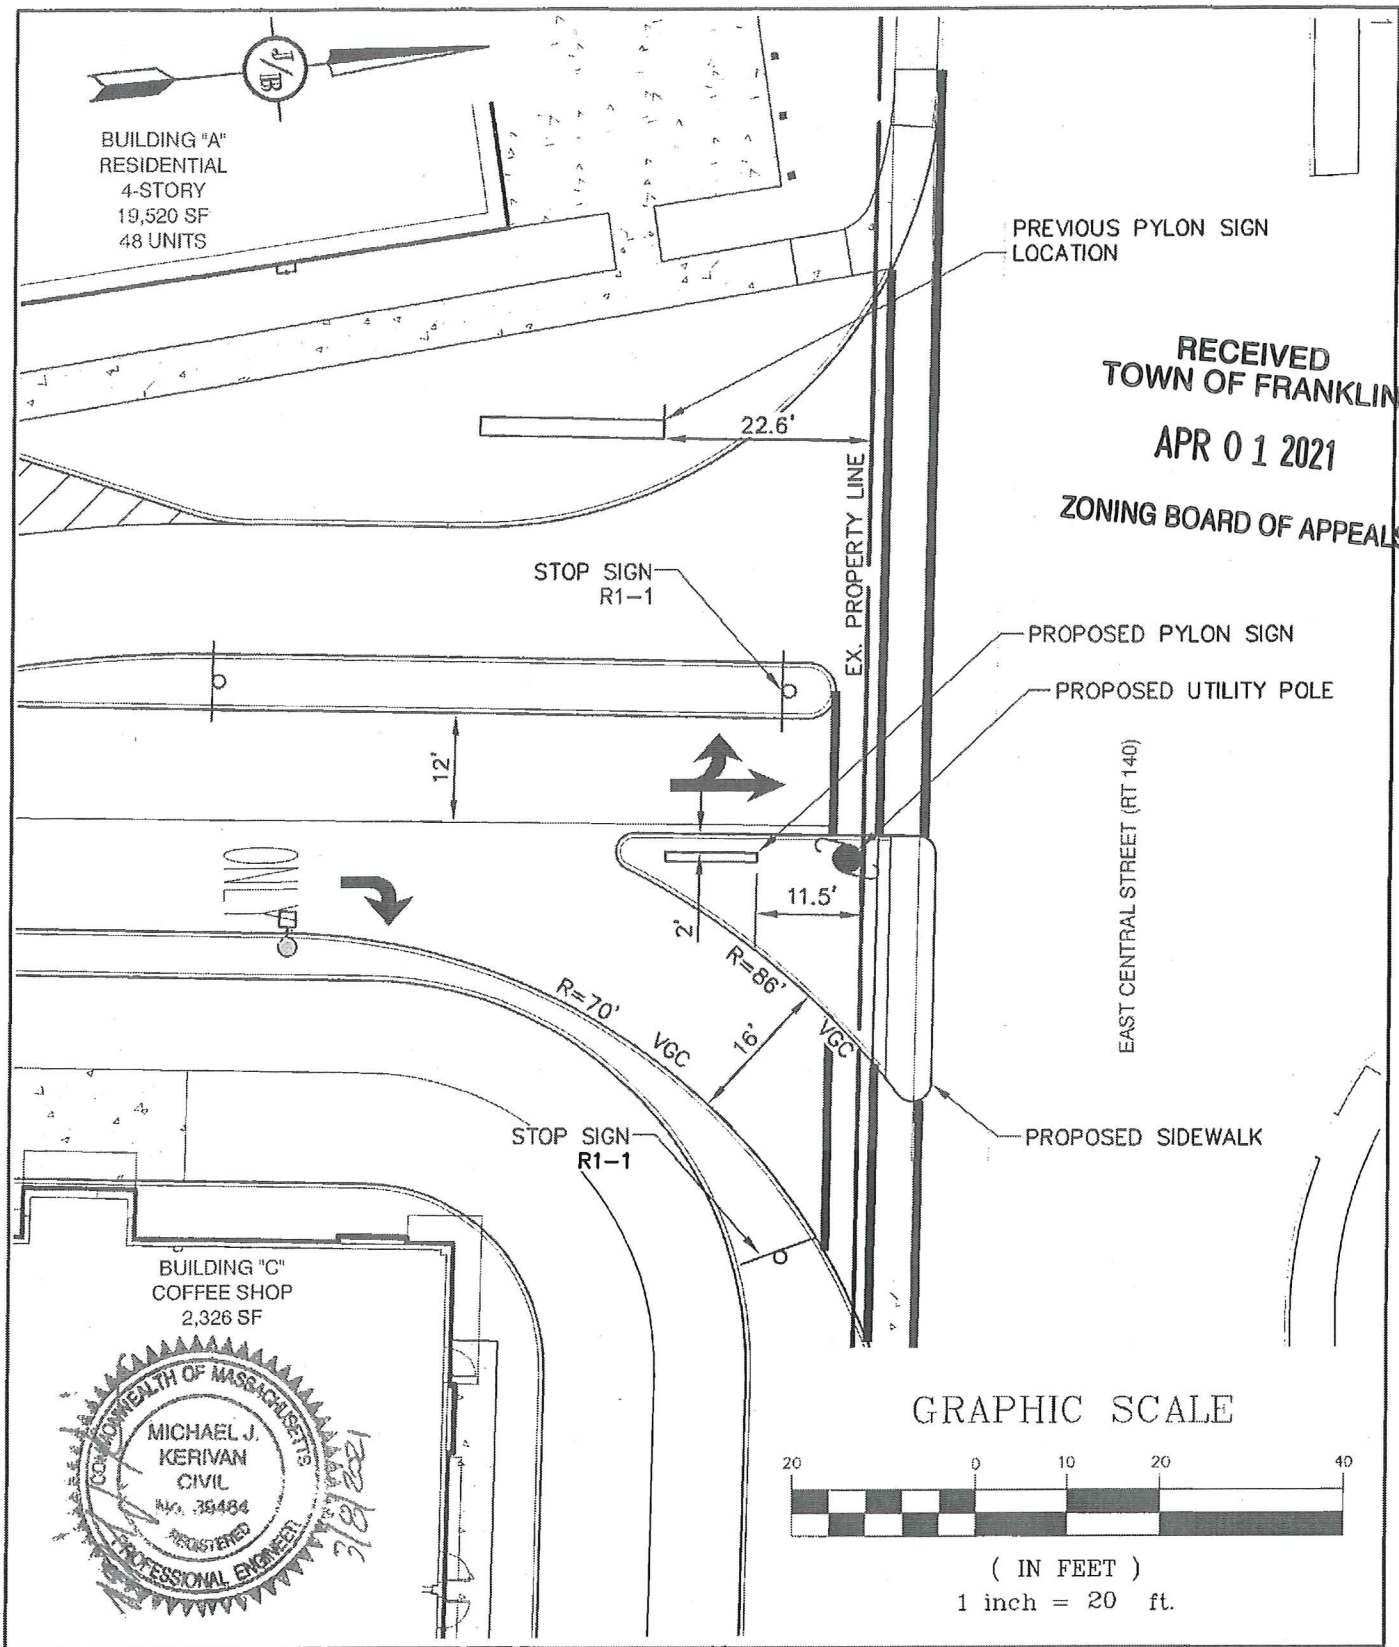 J/B
BUILDING "A"
RESIDENTIAL
4-STORY
19,520 SF
48 UNITS
PREVIOUS PYLON SIGN
LOCATION
RECEIVED
TOWN OF FRANKLIN
APR 01 2021
ZONING BOARD OF APPEALS
22.6'
EX. PROPERTY LINE
STOP SIGN
R1-1
PROPOSED PYLON SIGN
PROPOSED UTILITY POLE
12'
EAST CENTRAL STREET (RT 140)
ONLY
11.5'
2'
R=86'
R=70'
VGC
16'
VGC
STOP SIGN
R1-1
PROPOSED SIDEWALK
BUILDING "C"
COFFEE SHOP
2,326 SF
COMMONWEALTH OF MASSACHUSETTS
MICHAEL J.
KERIVAN
CIVIL
No. 39484
REGISTERED
PROFESSIONAL ENGINEER
3/8/2021
GRAPHIC SCALE
20 0 10 20 40
( IN FEET )
1 inch = 20 ft.